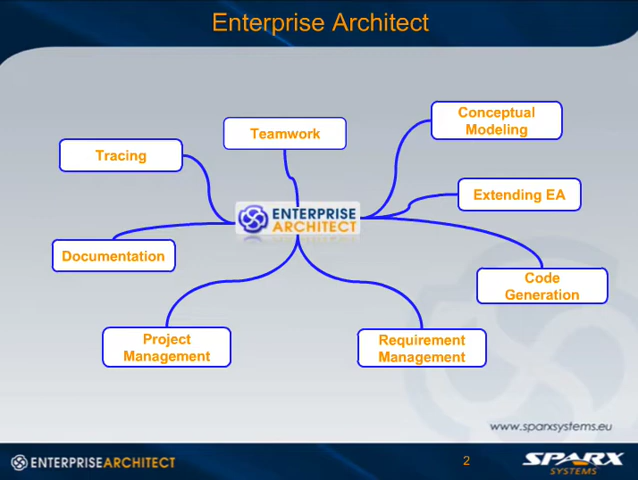 Enterprise Architect
Conceptual
Modeling
Teamwork
Tracing
Extending EA
ENTERPRISE
ARCHITECT
Documentation
Code
Generation
Project
Management
Requirement
Management
www.sparxsystems.eu
ENTERPRISEARCHITECT
2
SPARX
SYSTEMS